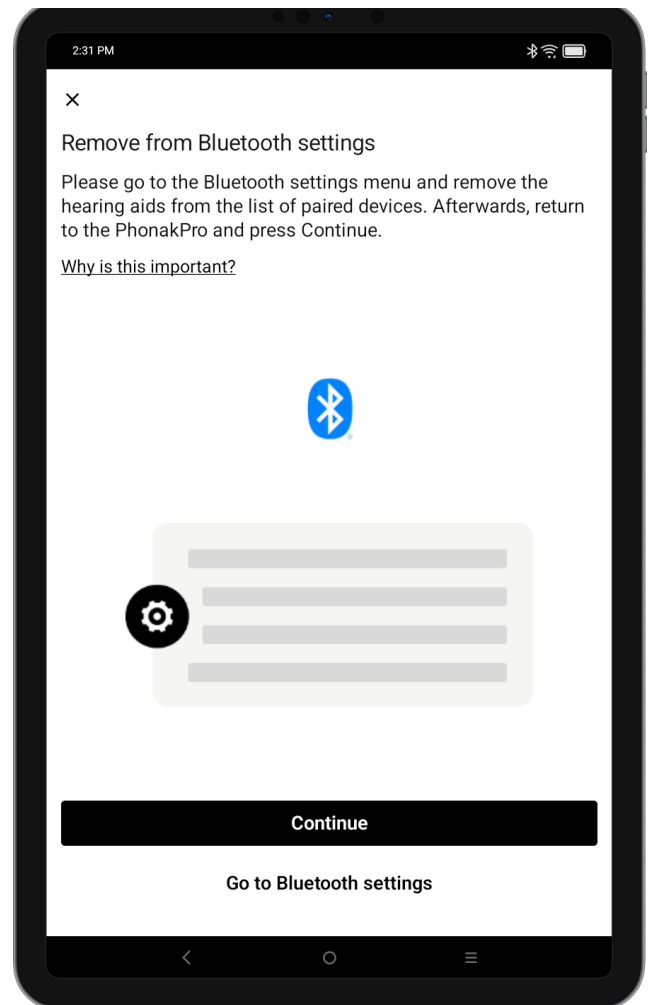 2:31 PM
Remove from Bluetooth settings
Please go to the Bluetooth settings menu and remove the
hearing aids from the list of paired devices. Afterwards, return
to the PhonakPro and press Continue.
Why is this important?
Continue
Go to Bluetooth settings